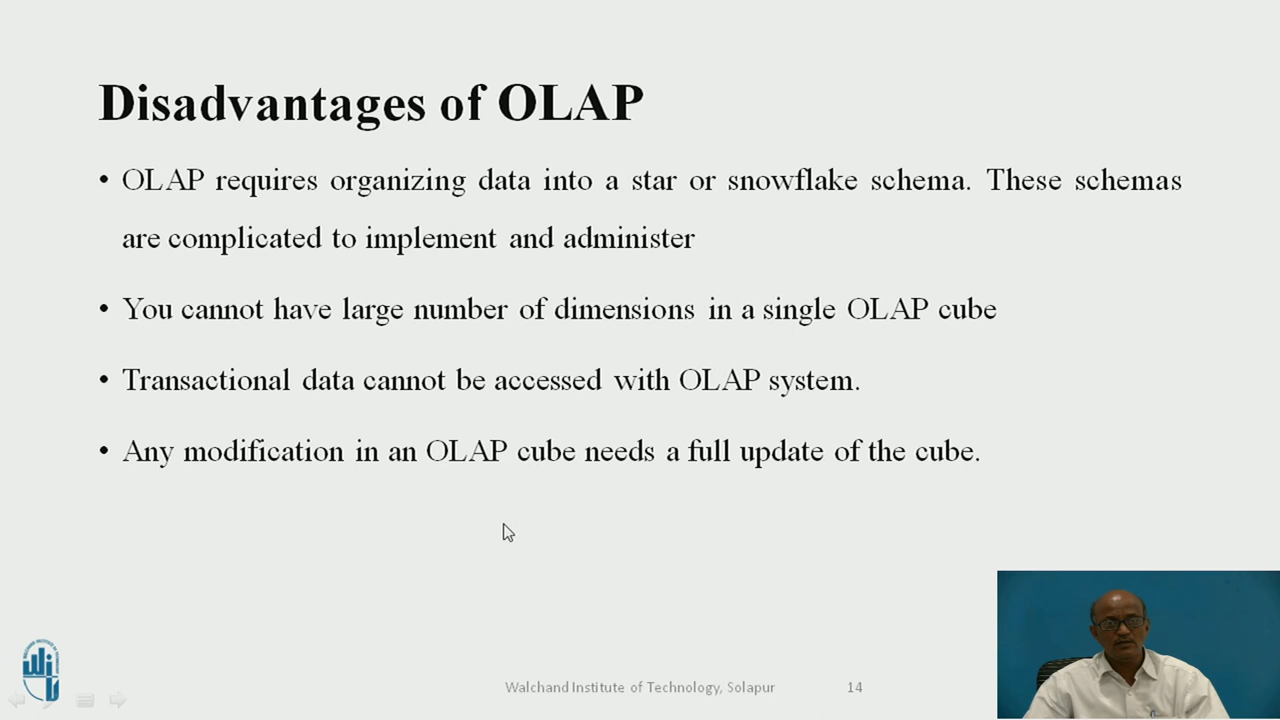 Disadvantages of OLAP
• OLAP requires organizing data into a star or snowflake schema. These schemas
are complicated to implement and administer
• You cannot have large number of dimensions in a single OLAP cube
• Transactional data cannot be accessed with OLAP system.
• Any modification in an OLAP cube needs a full update of the cube.
Walchand Institute of Technology, Solapur
14